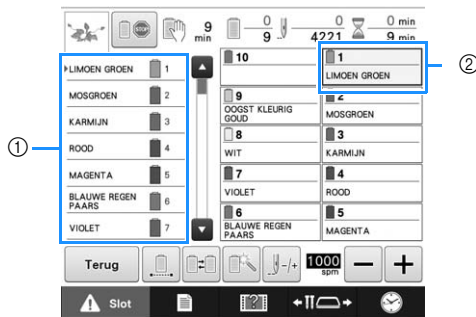 9 min
0
9
0
4221
0 min
9 min
LIMOEN GROEN 1
MOSGROEN 2
KARMIJN 3
ROOD 4
MAGENTA 5
BLAUWE REGEN
PAARS 6
VIOLET 7
10
1
LIMOEN GROEN
9
OOGST KLEURIG
GOUD
2
MOSGROEN
8
WIT
3
KARMIJN
7
VIOLET
4
ROOD
6
BLAUWE REGEN
PAARS
5
MAGENTA
①
②
Terug
-/+
1000
spm
−
+
Slot
?